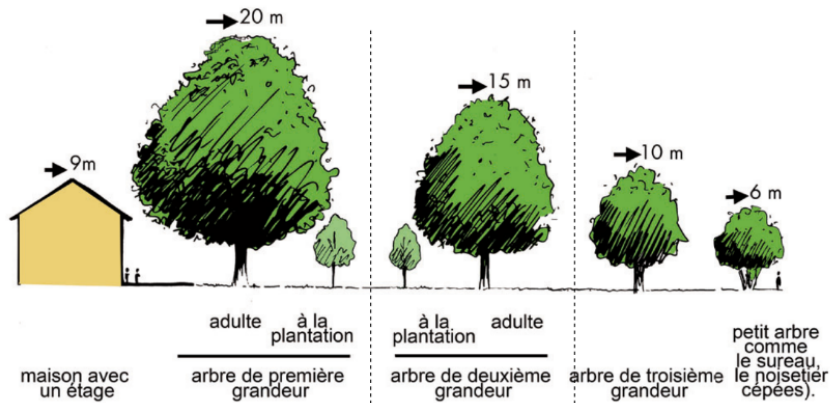 20 m
15 m
10 m
9m
6 m
adulte
à la
plantation
à la
plantation
adulte
maison avec
un étage
arbre de première
grandeur
arbre de deuxième
grandeur
arbre de troisième
grandeur
petit arbre
comme
le sureau,
le noisetier
cépées).